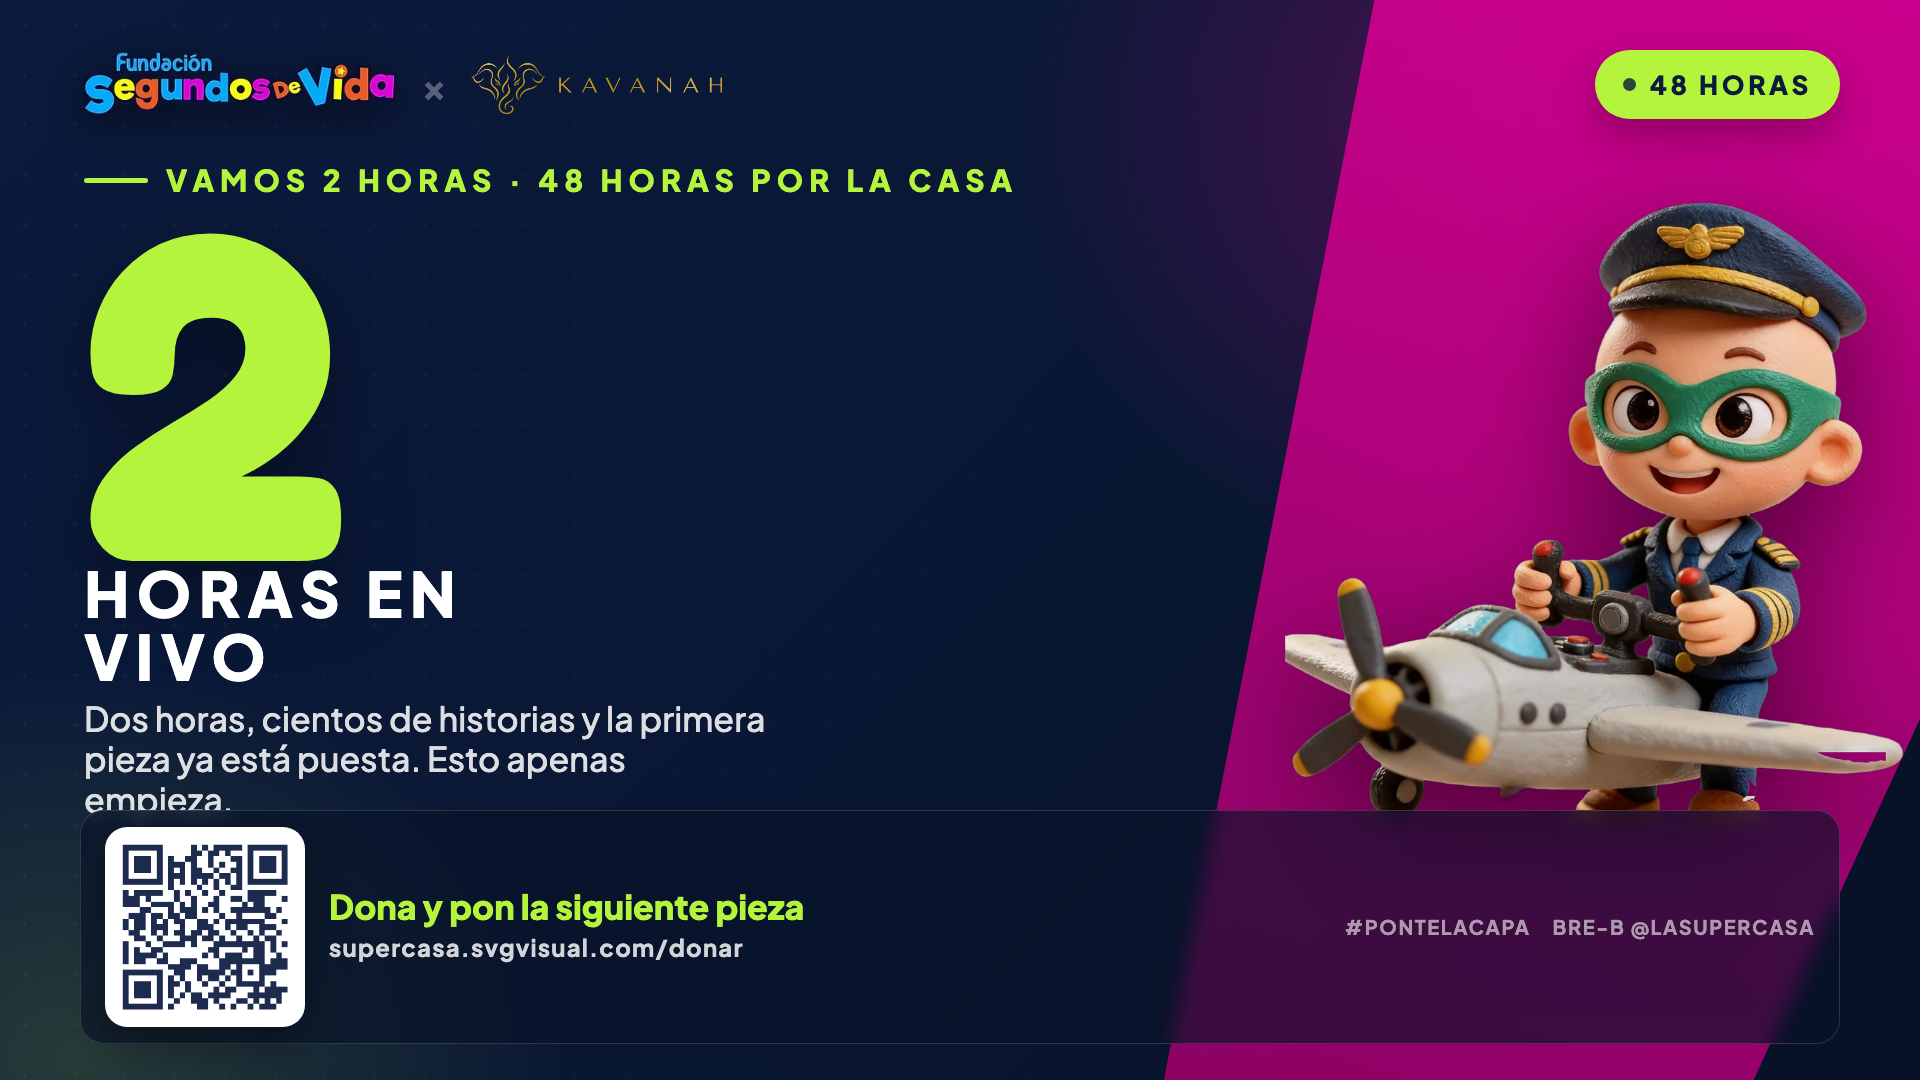 Fundación
Segundos DE Vida
×
KAVANAH
48 HORAS
VAMOS 2 HORAS · 48 HORAS POR LA CASA
2
HORAS EN
VIVO
Dos horas, cientos de historias y la primera
pieza ya está puesta. Esto apenas
empieza.
Dona y pon la siguiente pieza
supercasa.svgvisual.com/donar
#PONTELACAPA BRE-B @LASUPERCASA